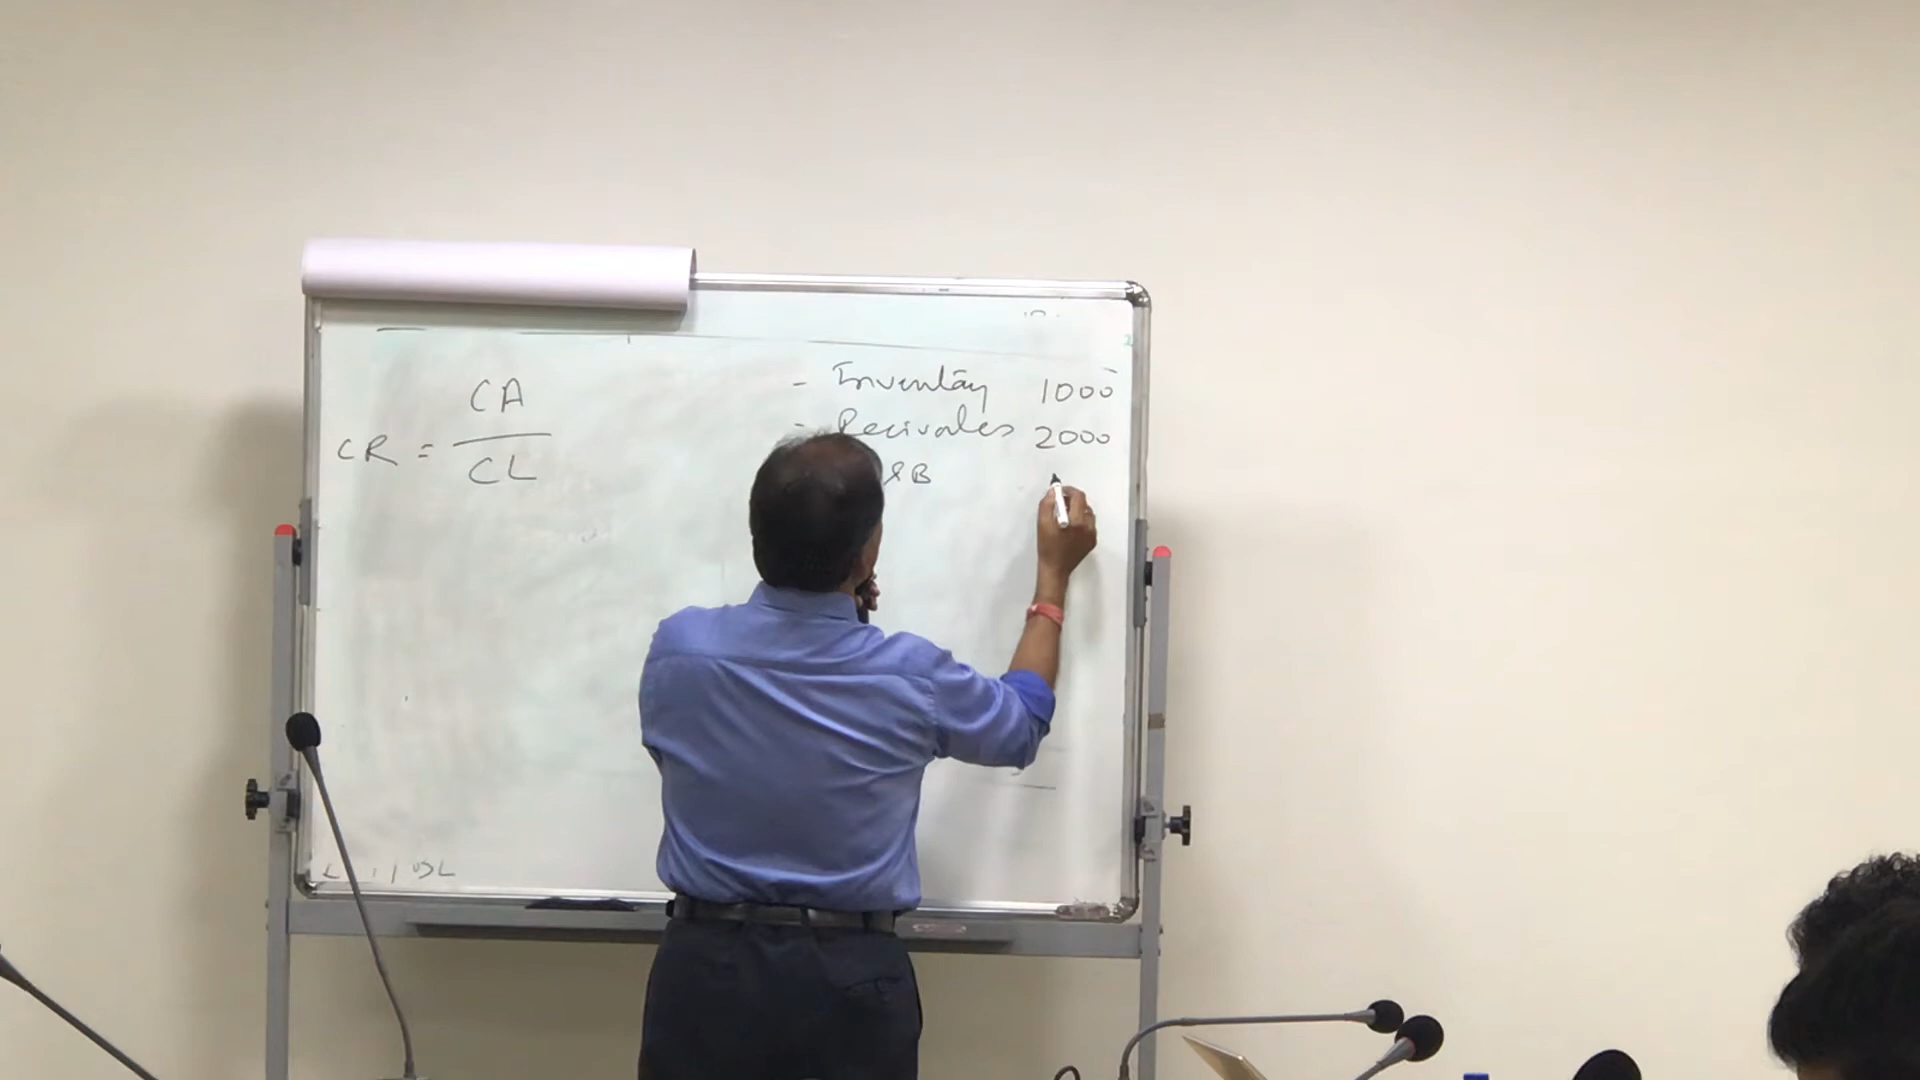 CA
CR = ―
CL
- Inventory 1000
- Recivales 2000
&B